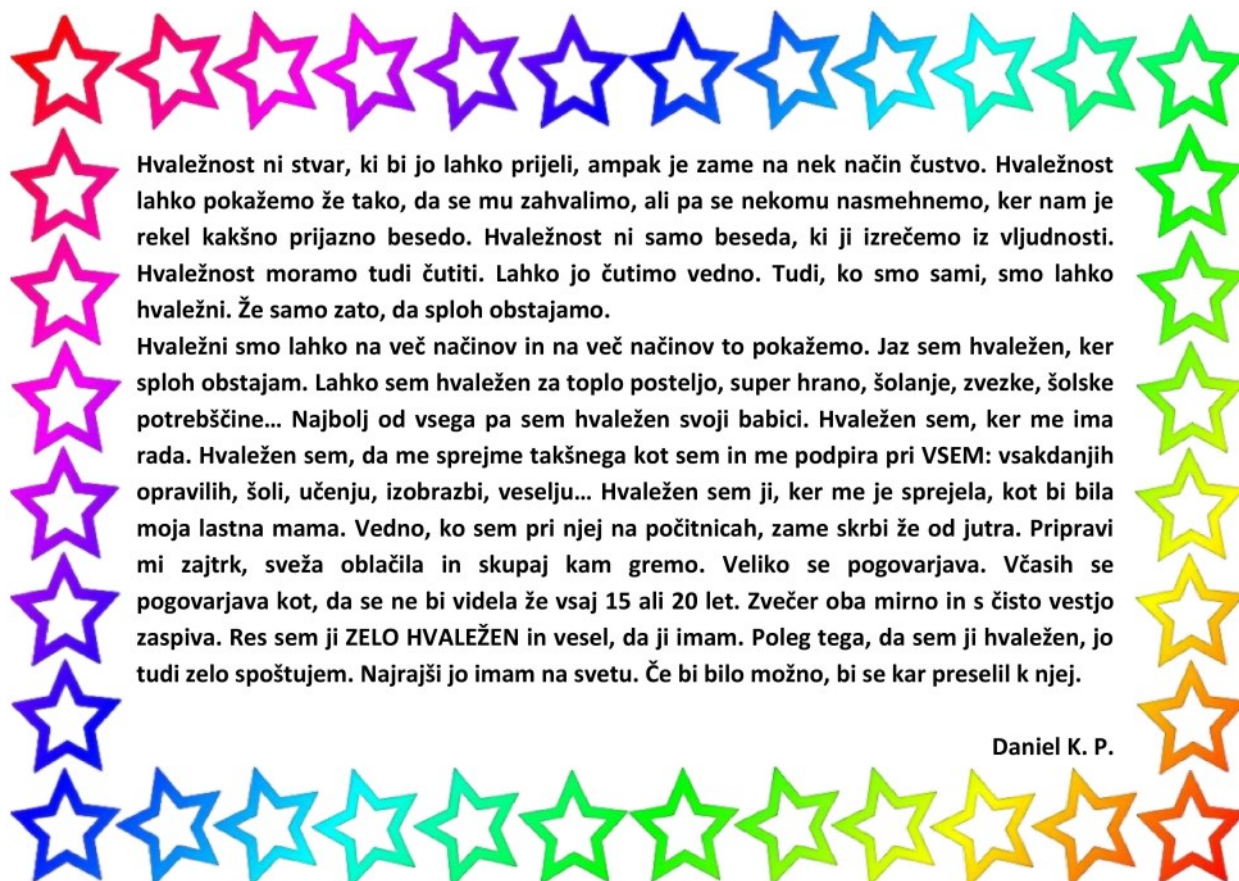 Hvaležnost ni stvar, ki bi jo lahko prijeli, ampak je zame na nek način čustvo. Hvaležnost
lahko pokažemo že tako, da se mu zahvalimo, ali pa se nekomu nasmehnemo, ker nam je
rekel kakšno prijazno besedo. Hvaležnost ni samo beseda, ki ji izrečemo iz vljudnosti.
Hvaležnost moramo tudi čutiti. Lahko jo čutimo vedno. Tudi, ko smo sami, smo lahko
hvaležni. Že samo zato, da sploh obstajamo.
Hvaležni smo lahko na več načinov in na več načinov to pokažemo. Jaz sem hvaležen, ker
sploh obstajam. Lahko sem hvaležen za toplo posteljo, super hrano, šolanje, zvezke, šolske
potrebščine... Najbolj od vsega pa sem hvaležen svoji babici. Hvaležen sem, ker me ima
rada. Hvaležen sem, da me sprejme takšnega kot sem in me podpira pri VSEM: vsakdanjih
opravilih, šoli, učenju, izobrazbi, veselju... Hvaležen sem ji, ker me je sprejela, kot bi bila
moja lastna mama. Vedno, ko sem pri njej na počitnicah, zame skrbi že od jutra. Pripravi
mi zajtrk, sveža oblačila in skupaj kam gremo. Veliko se pogovarjava. Včasih se
pogovarjava kot, da se ne bi videla že vsaj 15 ali 20 let. Zvečer oba mirno in s čisto vestjo
zaspiva. Res sem ji ZELO HVALEŽEN in vesel, da ji imam. Poleg tega, da sem ji hvaležen, jo
tudi zelo spoštujem. Najrajši jo imam na svetu. Če bi bilo možno, bi se kar preselil k njej.
Daniel K. P.